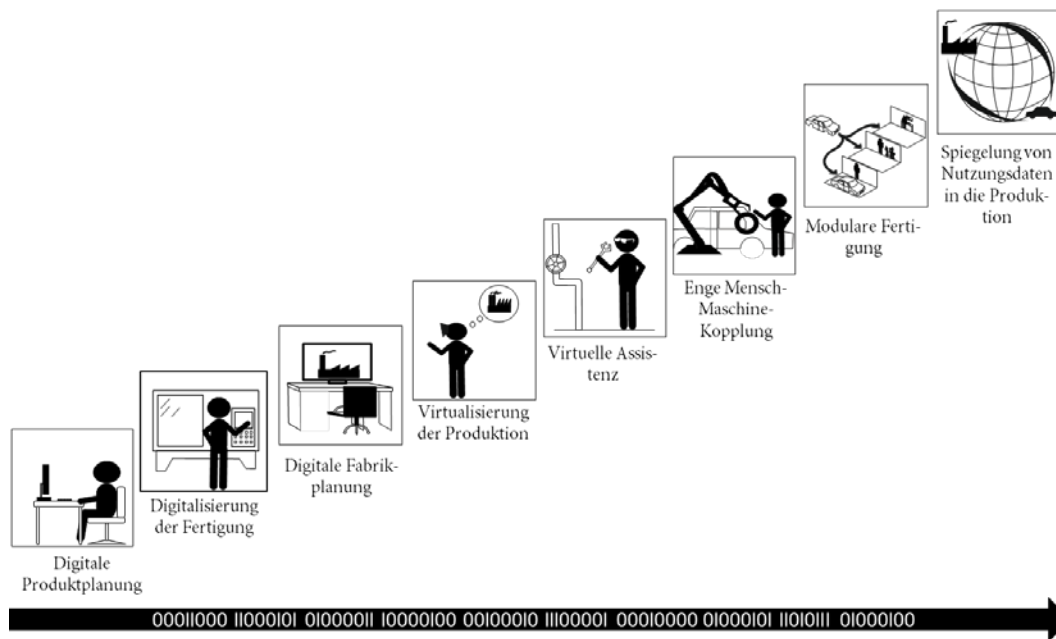 Digitale
Produktplanung
Digitalisierung
der Fertigung
Digitale Fabrik-
planung
Virtualisierung
der Produktion
Virtuelle Assis-
tenz
Enge Mensch-
Maschine-
Kopplung
Modulare Ferti-
gung
Spiegelung von
Nutzungsdaten
in die Produk-
tion
00011000 11000101 01000011 10000100 00100010 11100001 00010000 01000101 11010111 01000100